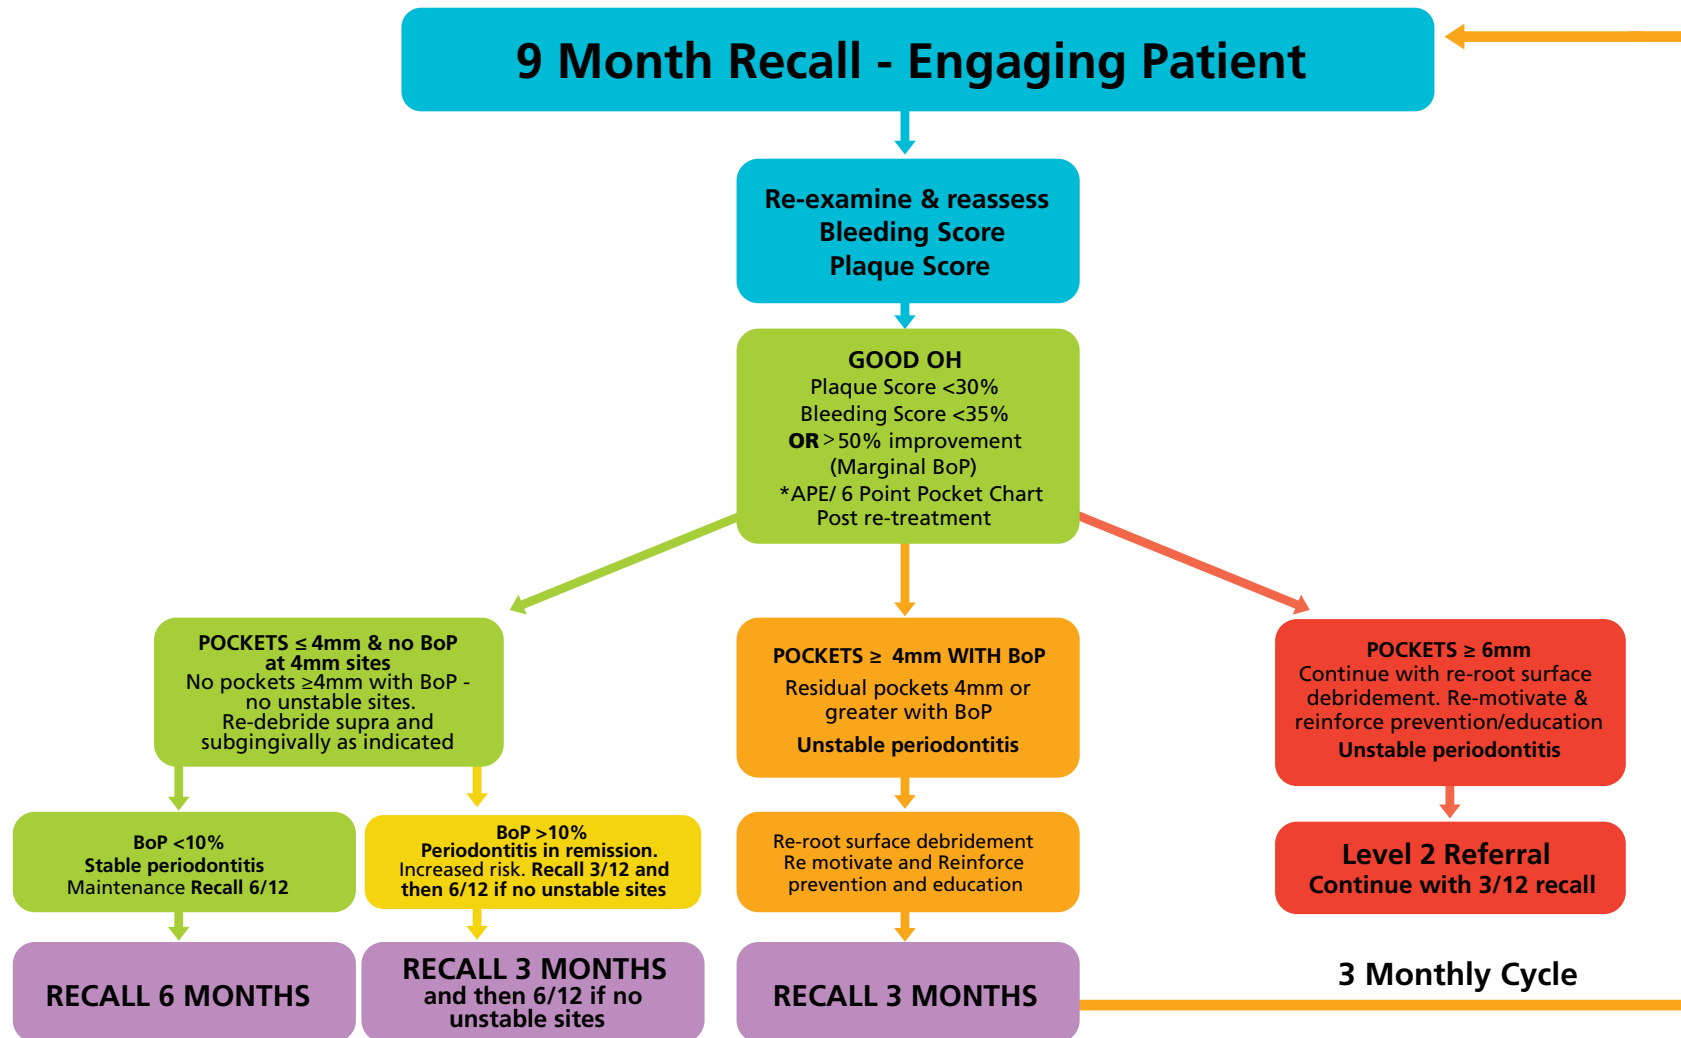 9 Month Recall - Engaging Patient
Re-examine & reassess
Bleeding Score
Plaque Score
GOOD OH
Plaque Score <30%
Bleeding Score <35%
OR >50% improvement
(Marginal BoP)
*APE/ 6 Point Pocket Chart
Post re-treatment
POCKETS ≤ 4mm & no BoP
at 4mm sites
No pockets ≥4mm with BoP -
no unstable sites.
Re-debride supra and
subgingivally as indicated
POCKETS ≥ 4mm WITH BoP
Residual pockets 4mm or
greater with BoP
Unstable periodontitis
POCKETS ≥ 6mm
Continue with re-root surface
debridement. Re-motivate &
reinforce prevention/education
Unstable periodontitis
BoP <10%
Stable periodontitis
Maintenance Recall 6/12
BoP >10%
Periodontitis in remission.
Increased risk. Recall 3/12 and
then 6/12 if no unstable sites
Re-root surface debridement
Re motivate and Reinforce
prevention and education
Level 2 Referral
Continue with 3/12 recall
RECALL 6 MONTHS
RECALL 3 MONTHS
and then 6/12 if no
unstable sites
RECALL 3 MONTHS
3 Monthly Cycle